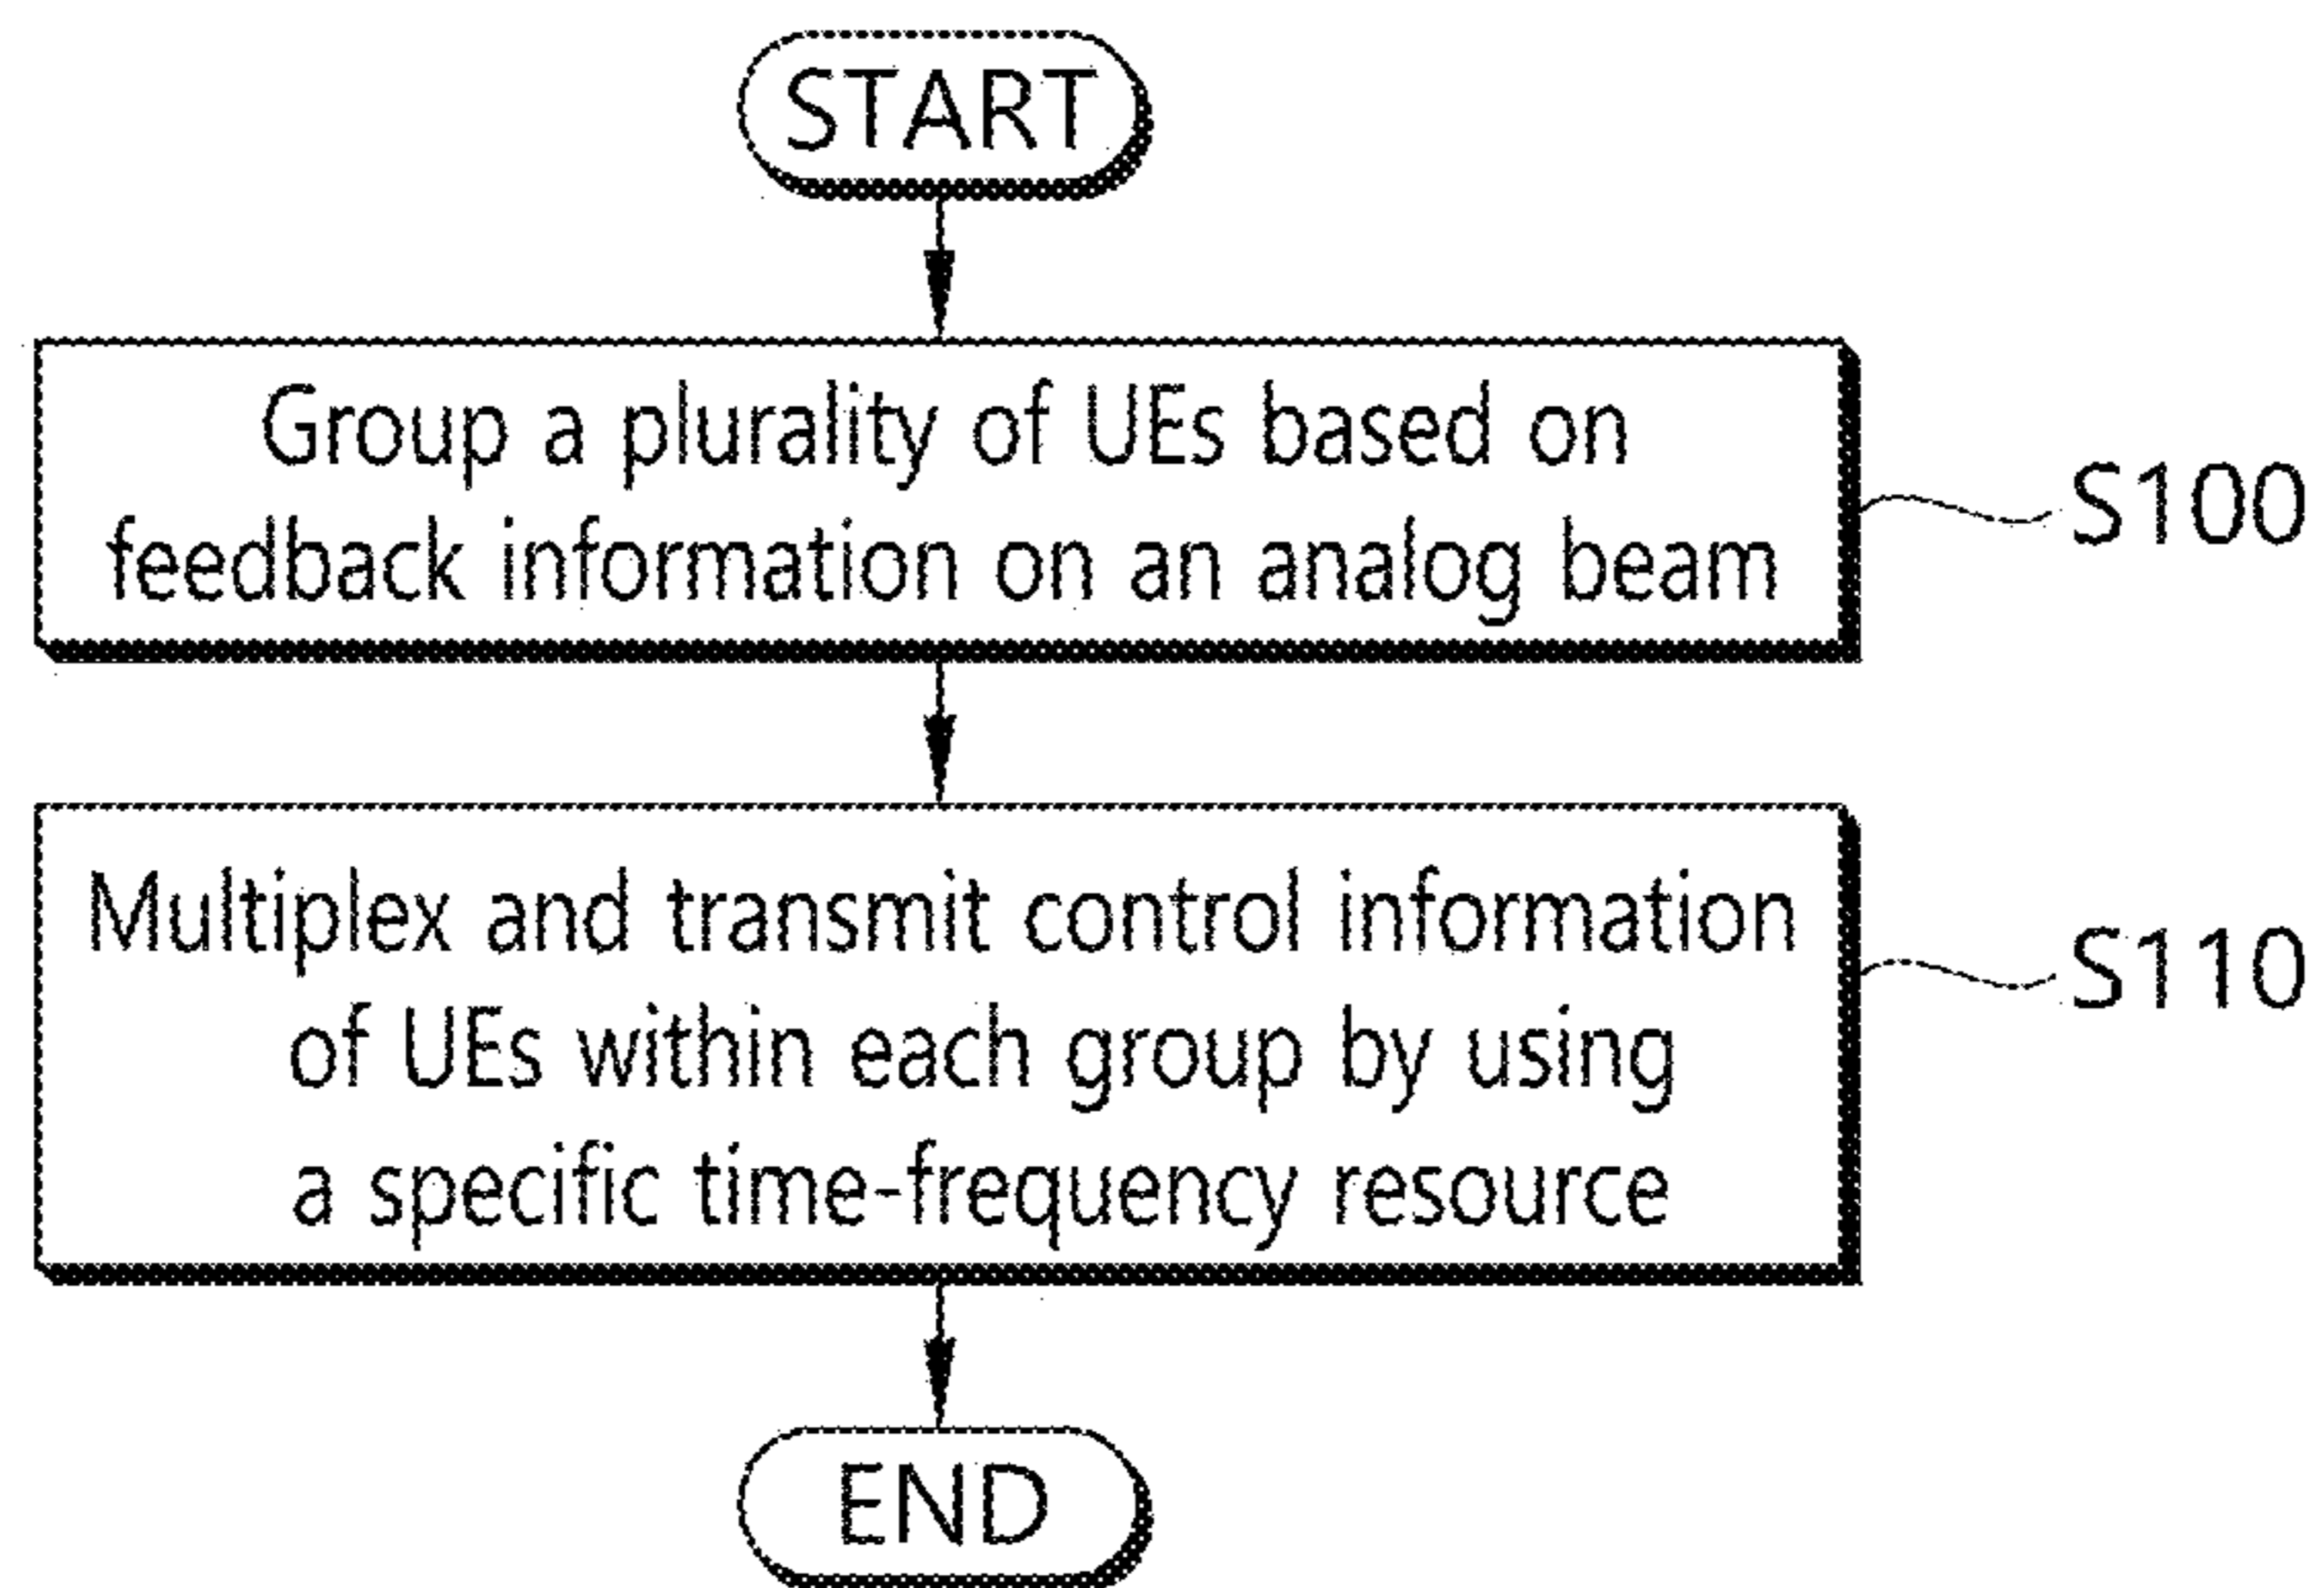 START
Group a plurality of UEs based on
feedback information on an analog beam
S100
Multiplex and transmit control information
of UEs within each group by using
a specific time-frequency resource
S110
END